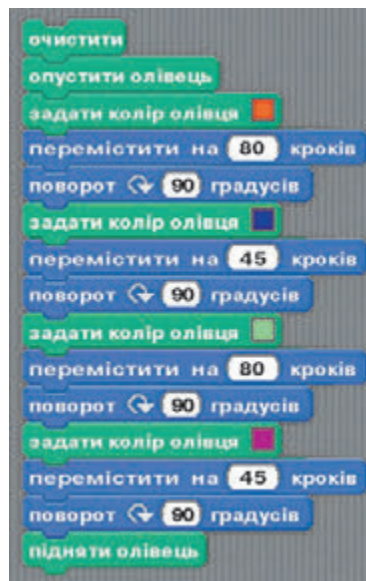 очистити
опустити олівець
задати колір олівця
перемістити на 80 кроків
поворот 90 градусів
задати колір олівця
перемістити на 45 кроків
поворот 90 градусів
задати колір олівця
перемістити на 80 кроків
поворот 90 градусів
задати колір олівця
перемістити на 45 кроків
поворот 90 градусів
підняти олівець